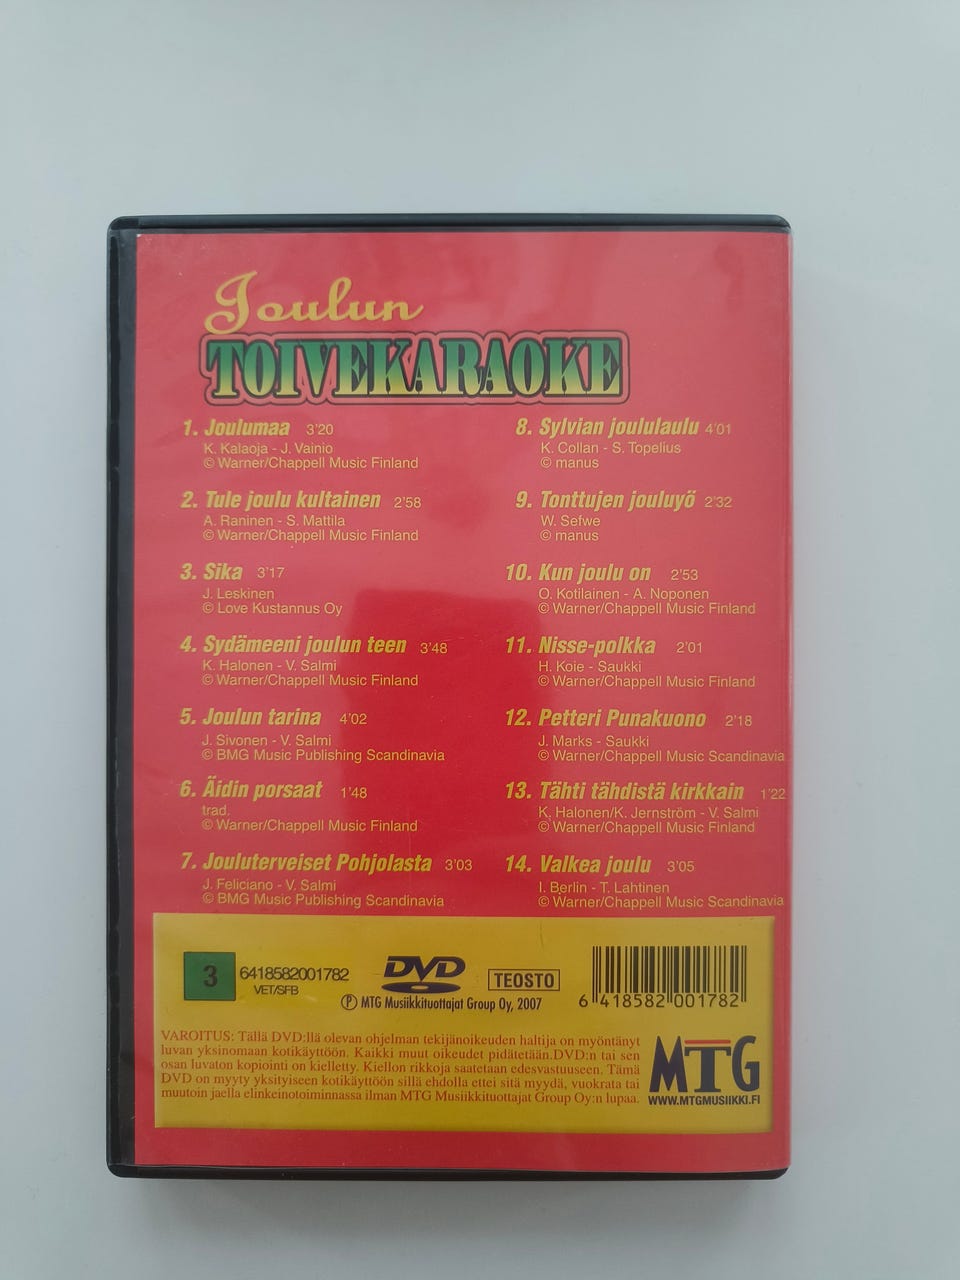 Joulun
TOIVEKARAOKE
1. Joulumaa 3'20
K. Kalaoja - J. Vainio
© Warner/Chappell Music Finland
2. Tule joulu kultainen 2'58
A. Raninen - S. Mattila
© Warner/Chappell Music Finland
3. Sika 3'17
J. Leskinen
© Love Kustannus Oy
4. Sydämeeni joulun teen 3'48
K. Halonen - V. Salmi
© Warner/Chappell Music Finland
5. Joulun tarina 4'02
J. Sivonen - V. Salmi
© BMG Music Publishing Scandinavia
6. Äidin porsaat 1'48
trad.
© Warner/Chappell Music Finland
7. Jouluterveiset Pohjolasta 3'03
J. Feliciano - V. Salmi
© BMG Music Publishing Scandinavia
8. Sylvian joululaulu 4'01
K. Collan - S. Topelius
© manus
9. Tonttujen jouluyö 2'32
W. Sefwe
© manus
10. Kun joulu on 2'53
O. Kotilainen - A. Noponen
© Warner/Chappell Music Finland
11. Nisse-polkka 2'01
H. Koie - Saukki
© Warner/Chappell Music Finland
12. Petteri Punakuono 2'18
J. Marks - Saukki
© Warner/Chappell Music Scandinavia
13. Tähti tähdistä kirkkain 1'22
K. Halonen/K. Jernström - V. Salmi
© Warner/Chappell Music Finland
14. Valkea joulu 3'05
I. Berlin - T. Lahtinen
© Warner/Chappell Music Scandinavia
3
6418582001782
VET/SFB
DVD
TEOSTO
Ⓟ MTG Musiikkituottajat Group Oy, 2007
6 418582 001782
VAROITUS: Tällä DVD:llä olevan ohjelman tekijänoikeuden haltija on myöntänyt
luvan yksinomaan kotikäyttöön. Kaikki muut oikeudet pidätetään.DVD:n tai sen
osan luvaton kopiointi on kielletty. Kiellon rikkoja saatetaan edesvastuuseen. Tämä
DVD on myyty yksityiseen kotikäyttöön sillä ehdolla ettei sitä myydä, vuokrata tai
muutoin jaella elinkeinotoiminnassa ilman MTG Musiikkituottajat Group Oy:n lupaa.
MTG
WWW.MTGMUSIIKKI.FI